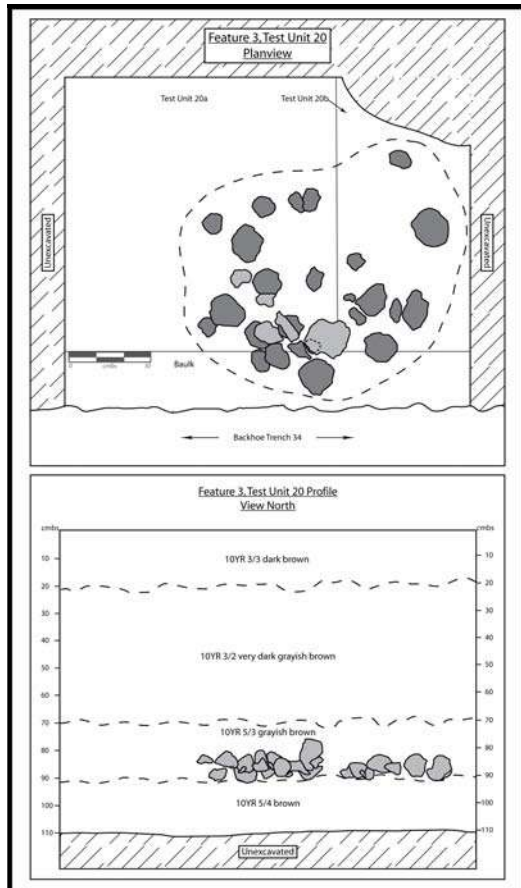 Feature 3, Test Unit 20
Planview
Test Unit 20a
Test Unit 20b
Unexcavated
Unexcavated
0
cmbs
Baulk
Backhoe Trench 34
Feature 3, Test Unit 20 Profile
View North
cmbs
cmbs
10
10YR 3/3 dark brown
10
20
20
30
30
40
40
50
50
60
10YR 3/2 very dark grayish brown
60
70
70
10YR 5/3 grayish brown
80
80
90
90
100
10YR 5/4 brown
100
110
110
Unexcavated